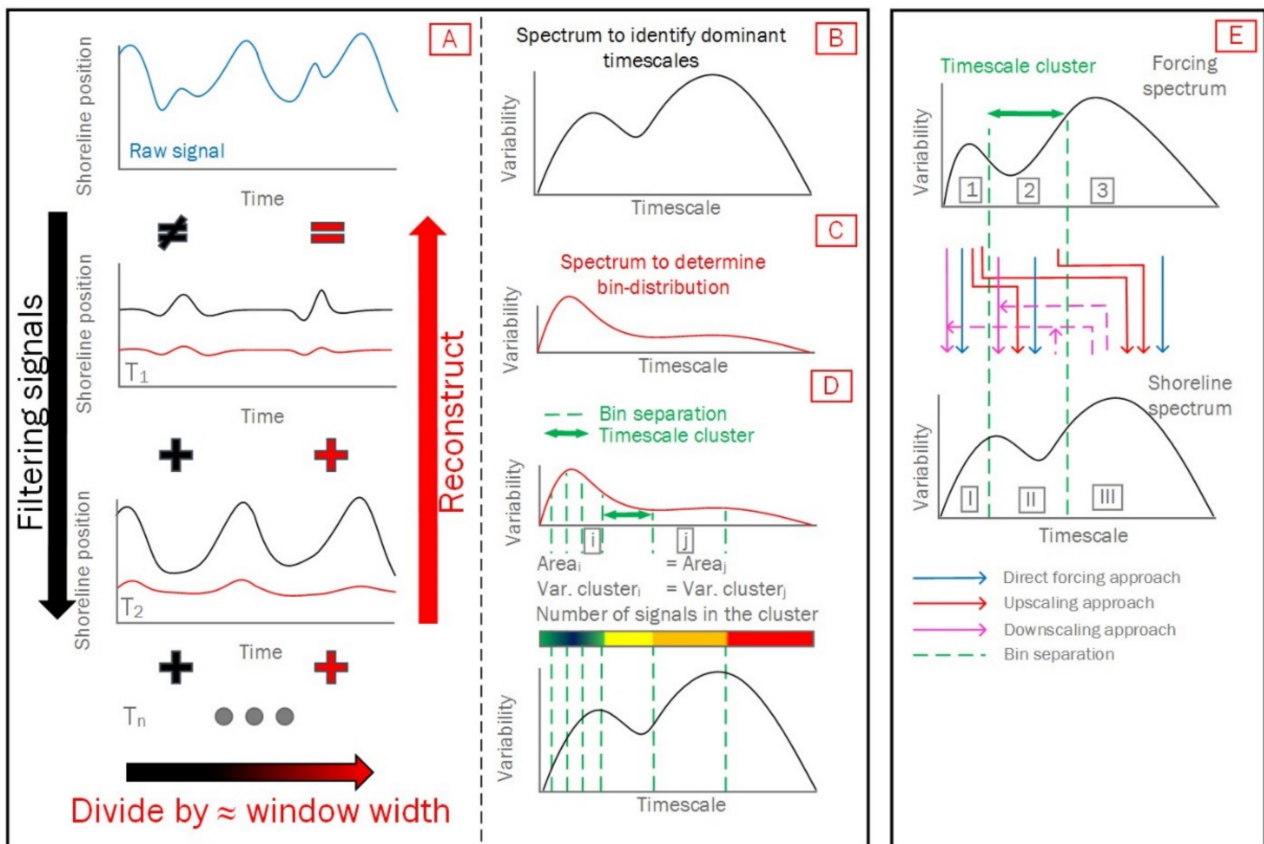 A
Shoreline position
Raw signal
Time
≠ =
Filtering signals
Reconstruct
Shoreline position
T1
Time
+ +
Shoreline position
T2
Time
+ +
Tn
Divide by ≈ window width
B
Spectrum to identify dominant
timescales
Variability
Timescale
C
Spectrum to determine
bin-distribution
Variability
Timescale
D
Bin separation
Timescale cluster
Variability
Timescale
i j
Areai = Areaj
Var. clusteri = Var. clusterj
Number of signals in the cluster
Variability
Timescale
E
Timescale cluster
Forcing
spectrum
Variability
1 2 3
Timescale
Shoreline
spectrum
Variability
I II III
Timescale
Direct forcing approach
Upscaling approach
Downscaling approach
Bin separation